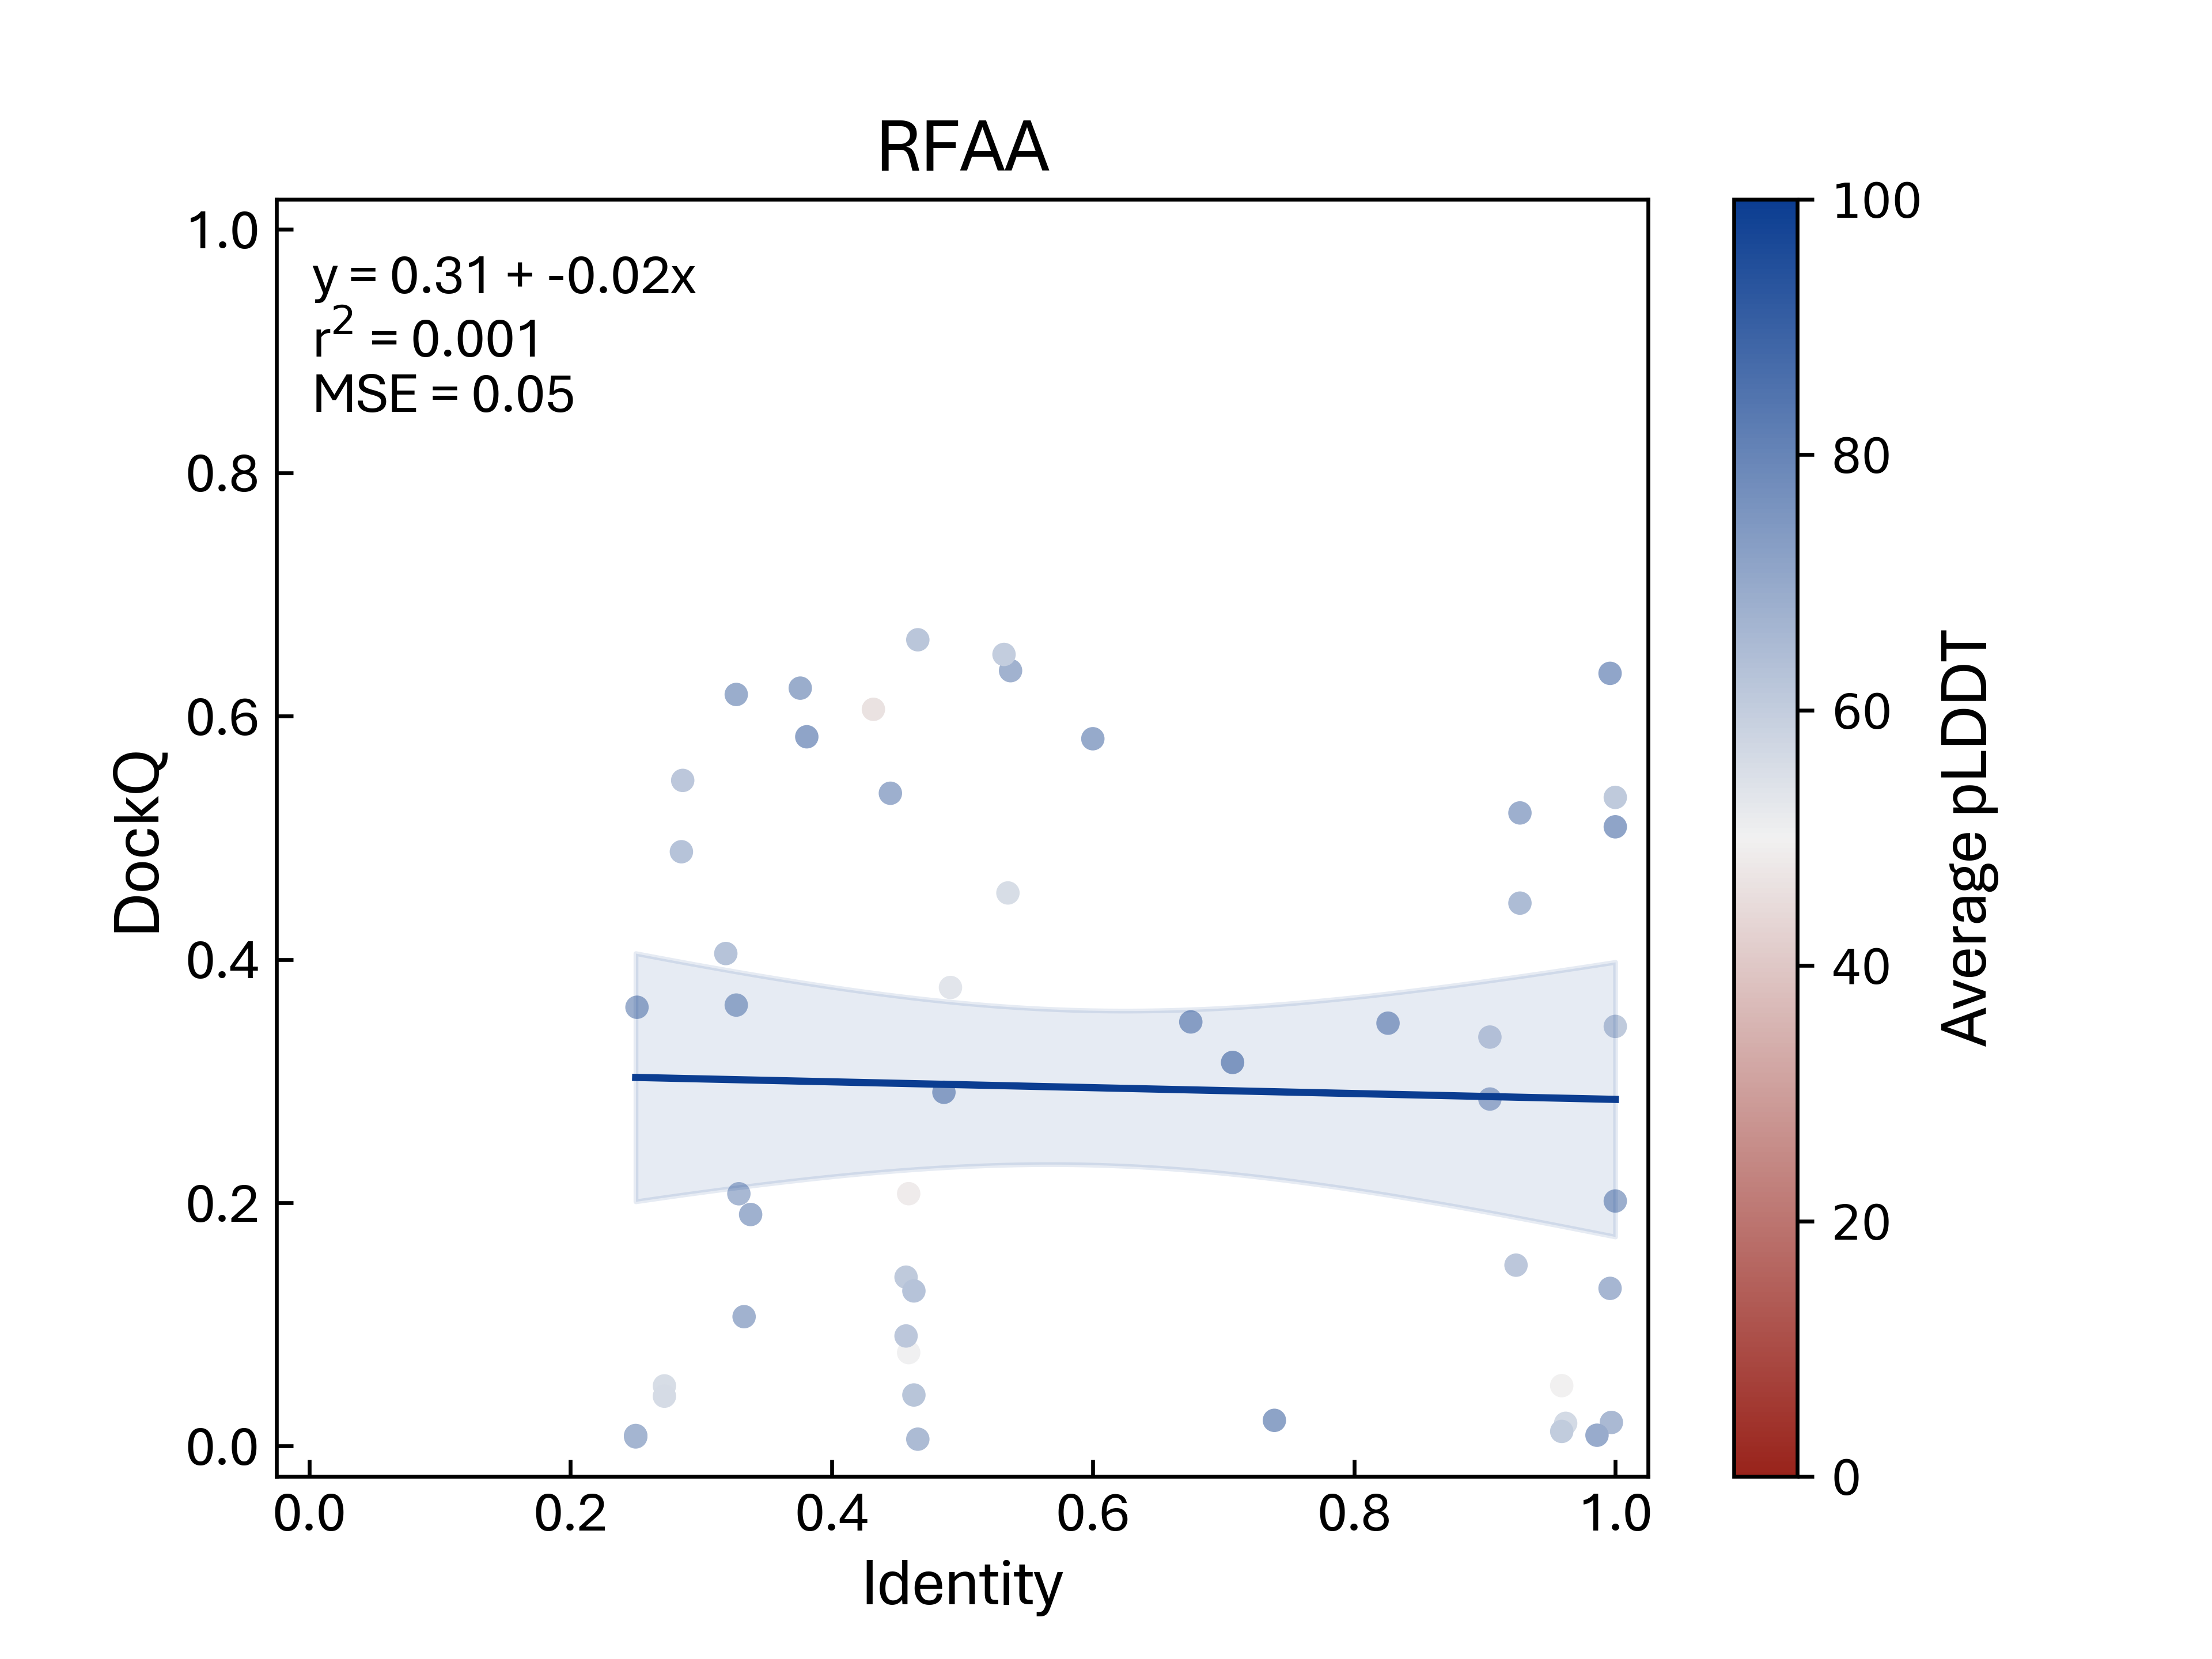 RFAA
y = 0.31 + -0.02x
r² = 0.001
MSE = 0.05
1.0
0.8
0.6
0.4
0.2
0.0
DockQ
0.0 0.2 0.4 0.6 0.8 1.0
Identity
100
80
60
40
20
0
Average pLDDT